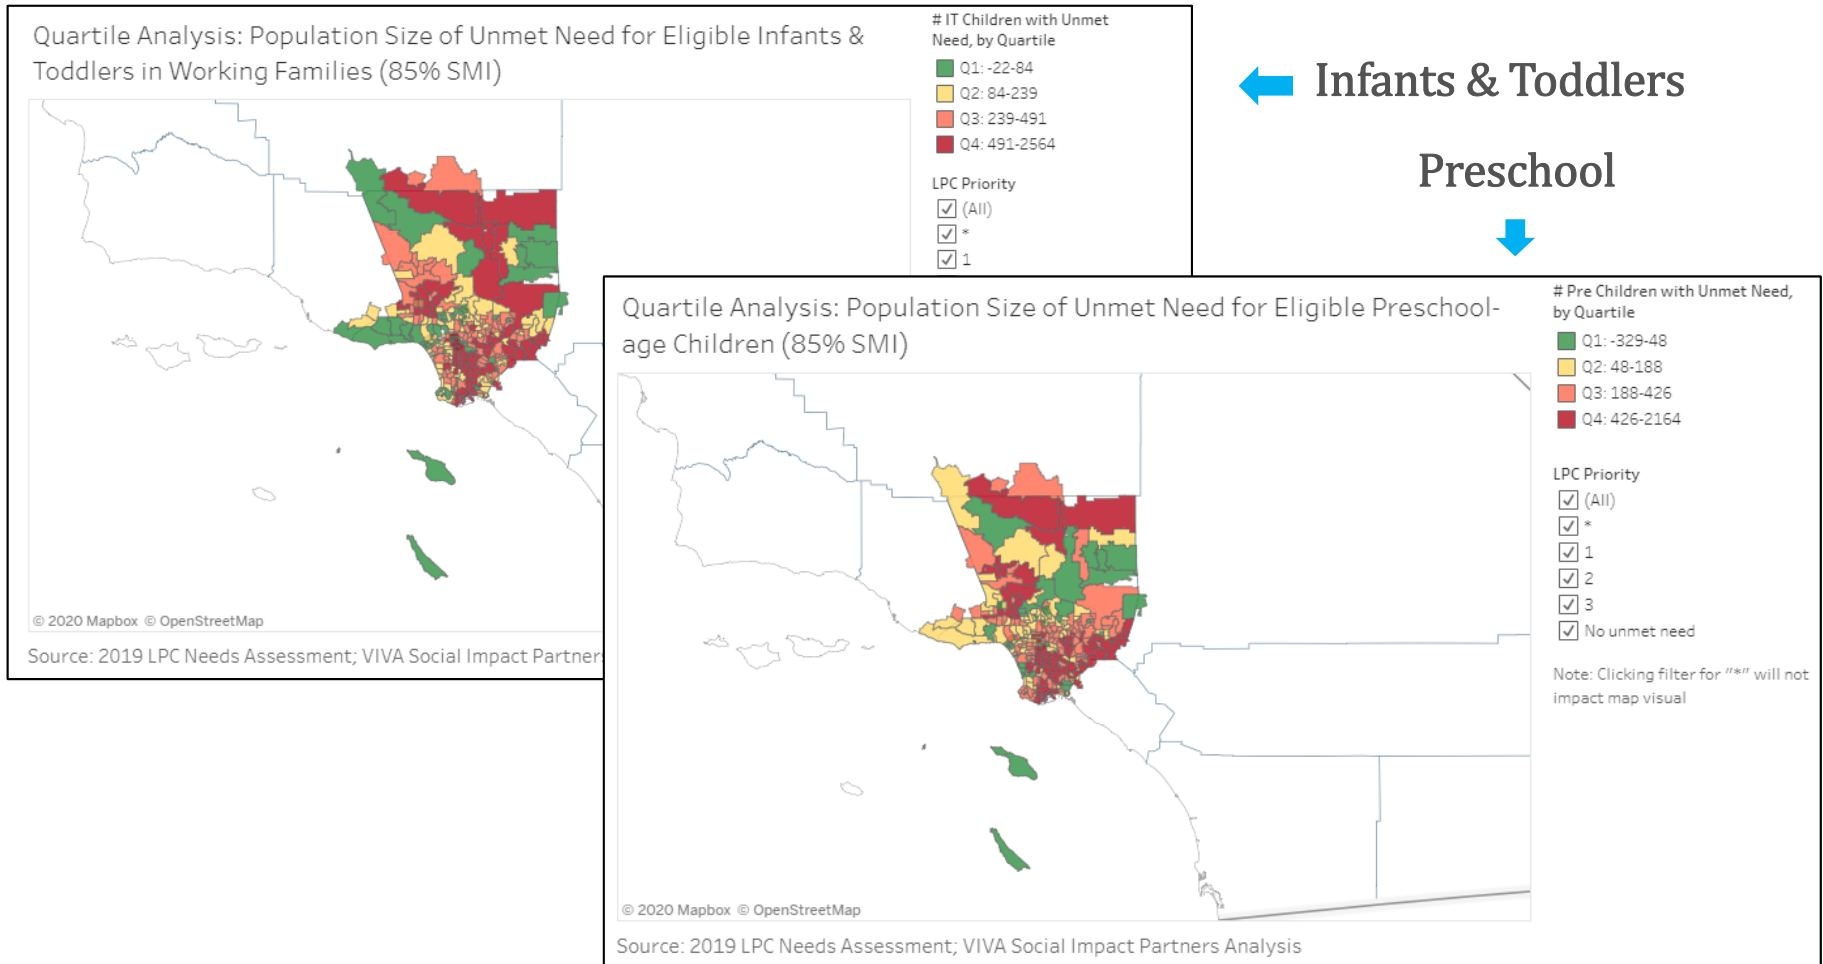 Quartile Analysis: Population Size of Unmet Need for Eligible Infants &
Toddlers in Working Families (85% SMI)
# IT Children with Unmet
Need, by Quartile
Q1: -22-84
Q2: 84-239
Q3: 239-491
Q4: 491-2564
LPC Priority
(All)
*
1
© 2020 Mapbox © OpenStreetMap
Source: 2019 LPC Needs Assessment; VIVA Social Impact Partners
Infants & Toddlers
Preschool
Quartile Analysis: Population Size of Unmet Need for Eligible Preschool-
age Children (85% SMI)
# Pre Children with Unmet Need,
by Quartile
Q1: -329-48
Q2: 48-188
Q3: 188-426
Q4: 426-2164
LPC Priority
(All)
*
1
2
3
No unmet need
Note: Clicking filter for "*" will not
impact map visual
© 2020 Mapbox © OpenStreetMap
Source: 2019 LPC Needs Assessment; VIVA Social Impact Partners Analysis